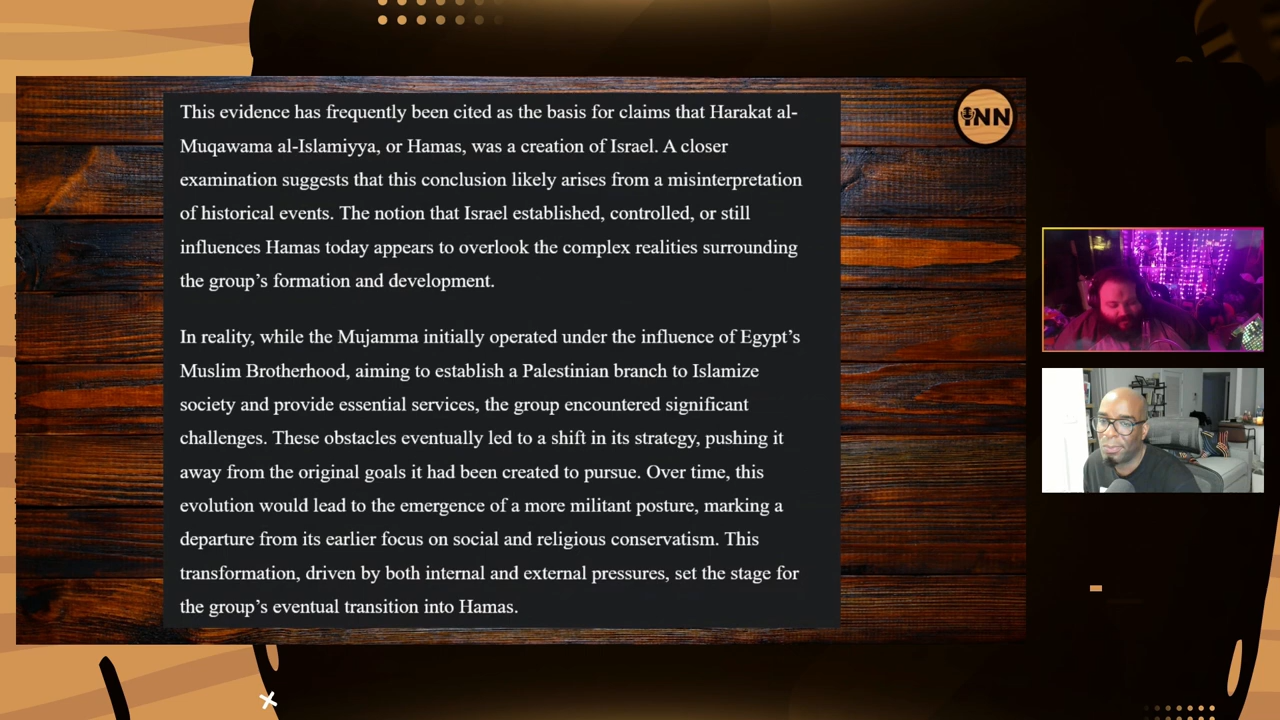 This evidence has frequently been cited as the basis for claims that Harakat al-
Muqawama al-Islamiyya, or Hamas, was a creation of Israel. A closer
examination suggests that this conclusion likely arises from a misinterpretation
of historical events. The notion that Israel established, controlled, or still
influences Hamas today appears to overlook the complex realities surrounding
the group’s formation and development.
In reality, while the Mujamma initially operated under the influence of Egypt’s
Muslim Brotherhood, aiming to establish a Palestinian branch to Islamize
society and provide essential services, the group encountered significant
challenges. These obstacles eventually led to a shift in its strategy, pushing it
away from the original goals it had been created to pursue. Over time, this
evolution would lead to the emergence of a more militant posture, marking a
departure from its earlier focus on social and religious conservatism. This
transformation, driven by both internal and external pressures, set the stage for
the group’s eventual transition into Hamas.
iNN